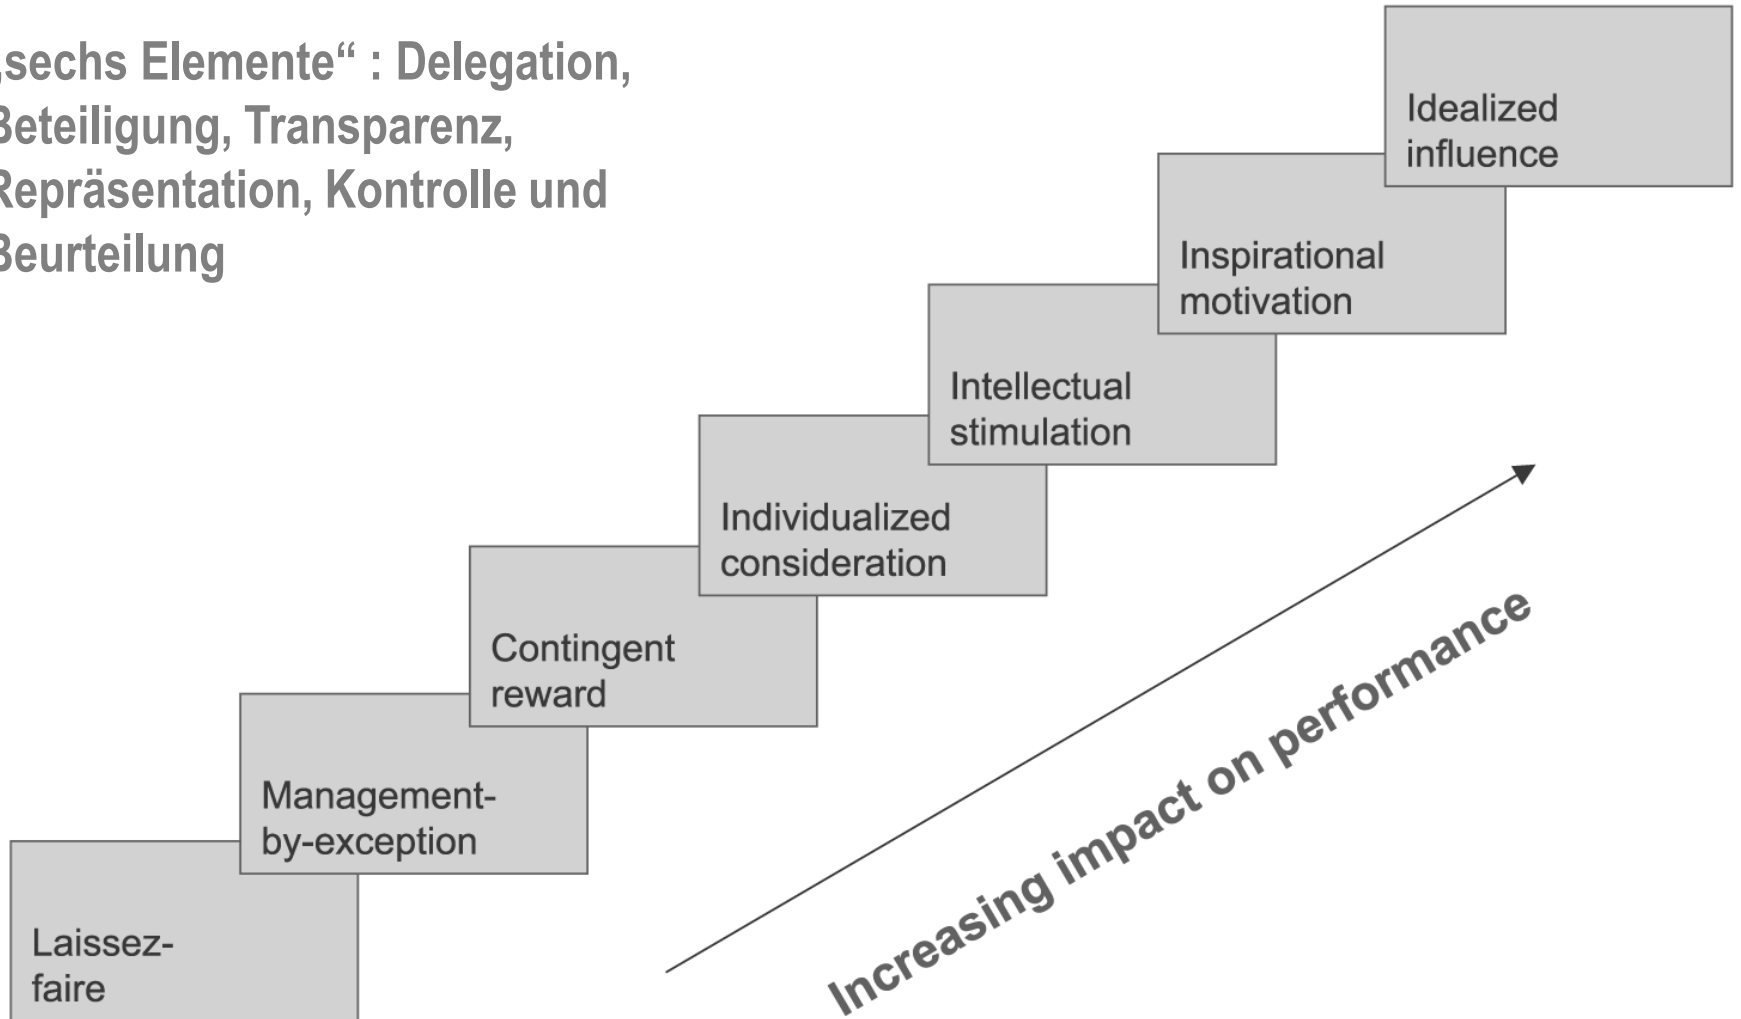 „sechs Elemente“ : Delegation,
Beteiligung, Transparenz,
Repräsentation, Kontrolle und
Beurteilung
Idealized
influence
Inspirational
motivation
Intellectual
stimulation
Individualized
consideration
Contingent
reward
Management-
by-exception
Laissez-
faire
Increasing impact on performance